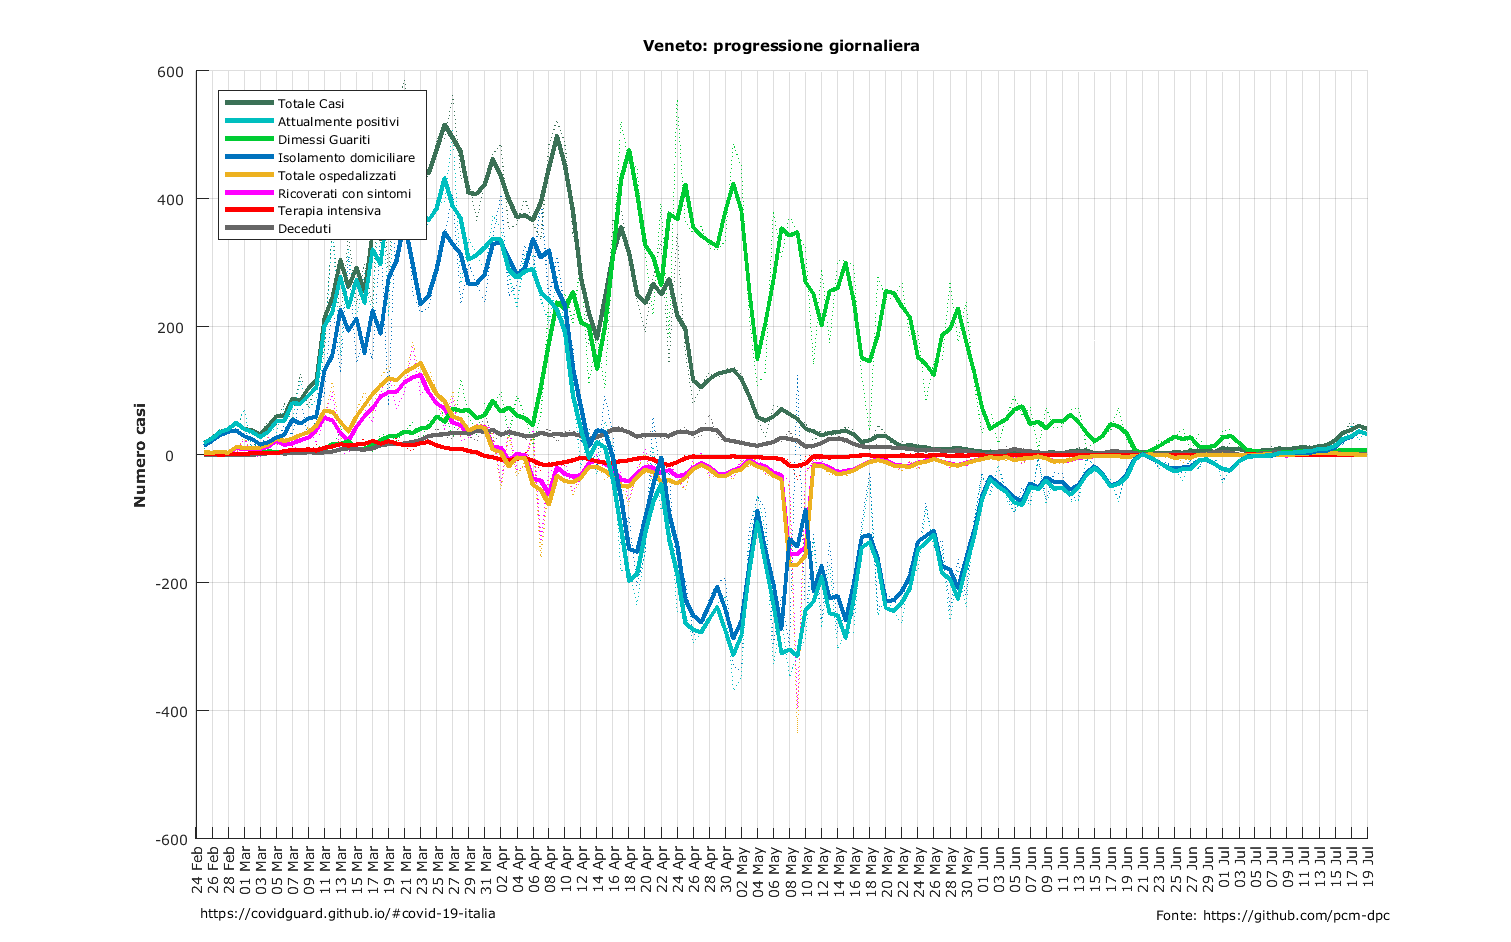 Veneto: progressione giornaliera
600
400
200
0
-200
-400
-600
Numero casi
Totale Casi
Attualmente positivi
Dimessi Guariti
Isolamento domiciliare
Totale ospedalizzati
Ricoverati con sintomi
Terapia intensiva
Deceduti
24 Feb
26 Feb
28 Feb
01 Mar
03 Mar
05 Mar
07 Mar
09 Mar
11 Mar
13 Mar
15 Mar
17 Mar
19 Mar
21 Mar
23 Mar
25 Mar
27 Mar
29 Mar
31 Mar
02 Apr
04 Apr
06 Apr
08 Apr
10 Apr
12 Apr
14 Apr
16 Apr
18 Apr
20 Apr
22 Apr
24 Apr
26 Apr
28 Apr
30 Apr
02 May
04 May
06 May
08 May
10 May
12 May
14 May
16 May
18 May
20 May
22 May
24 May
26 May
28 May
30 May
01 Jun
03 Jun
05 Jun
07 Jun
09 Jun
11 Jun
13 Jun
15 Jun
17 Jun
19 Jun
21 Jun
23 Jun
25 Jun
27 Jun
29 Jun
01 Jul
03 Jul
05 Jul
07 Jul
09 Jul
11 Jul
13 Jul
15 Jul
17 Jul
19 Jul
https://covidguard.github.io/#covid-19-italia
Fonte: https://github.com/pcm-dpc